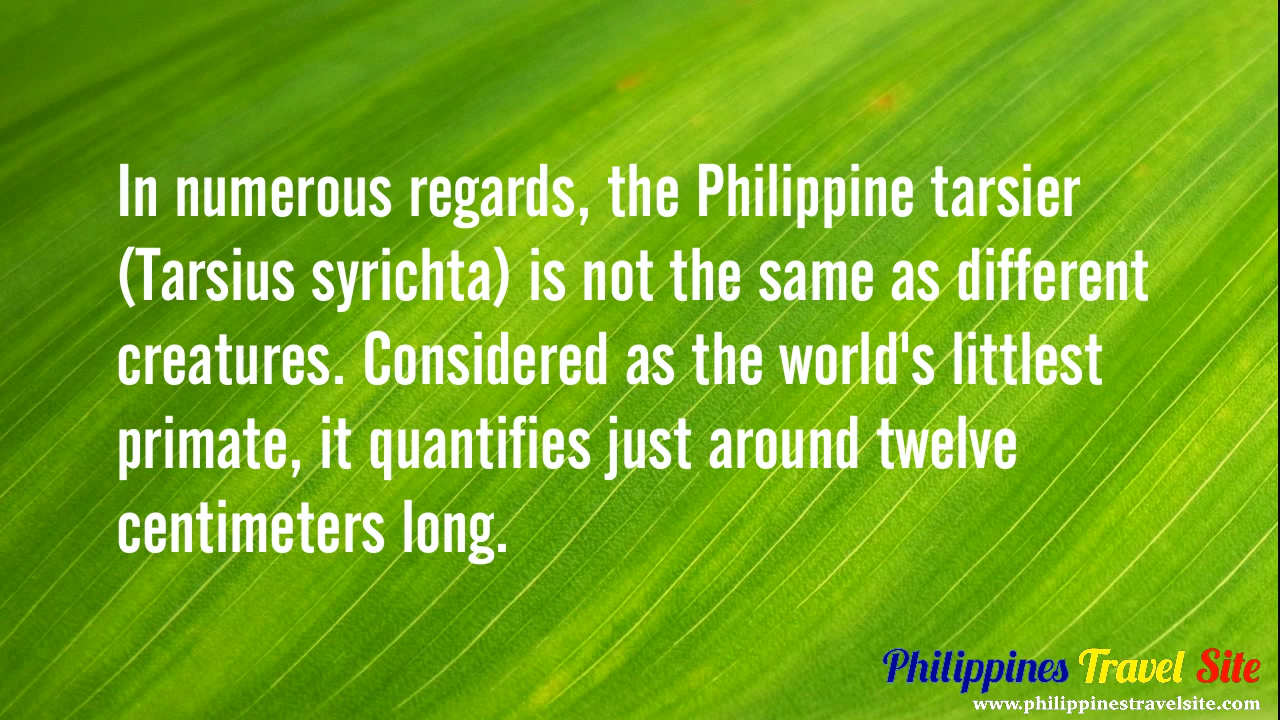 In numerous regards, the Philippine tarsier
(Tarsius syrichta) is not the same as different
creatures. Considered as the world's littlest
primate, it quantifies just around twelve
centimeters long.
Philippines Travel Site
www.philippinestravelsite.com